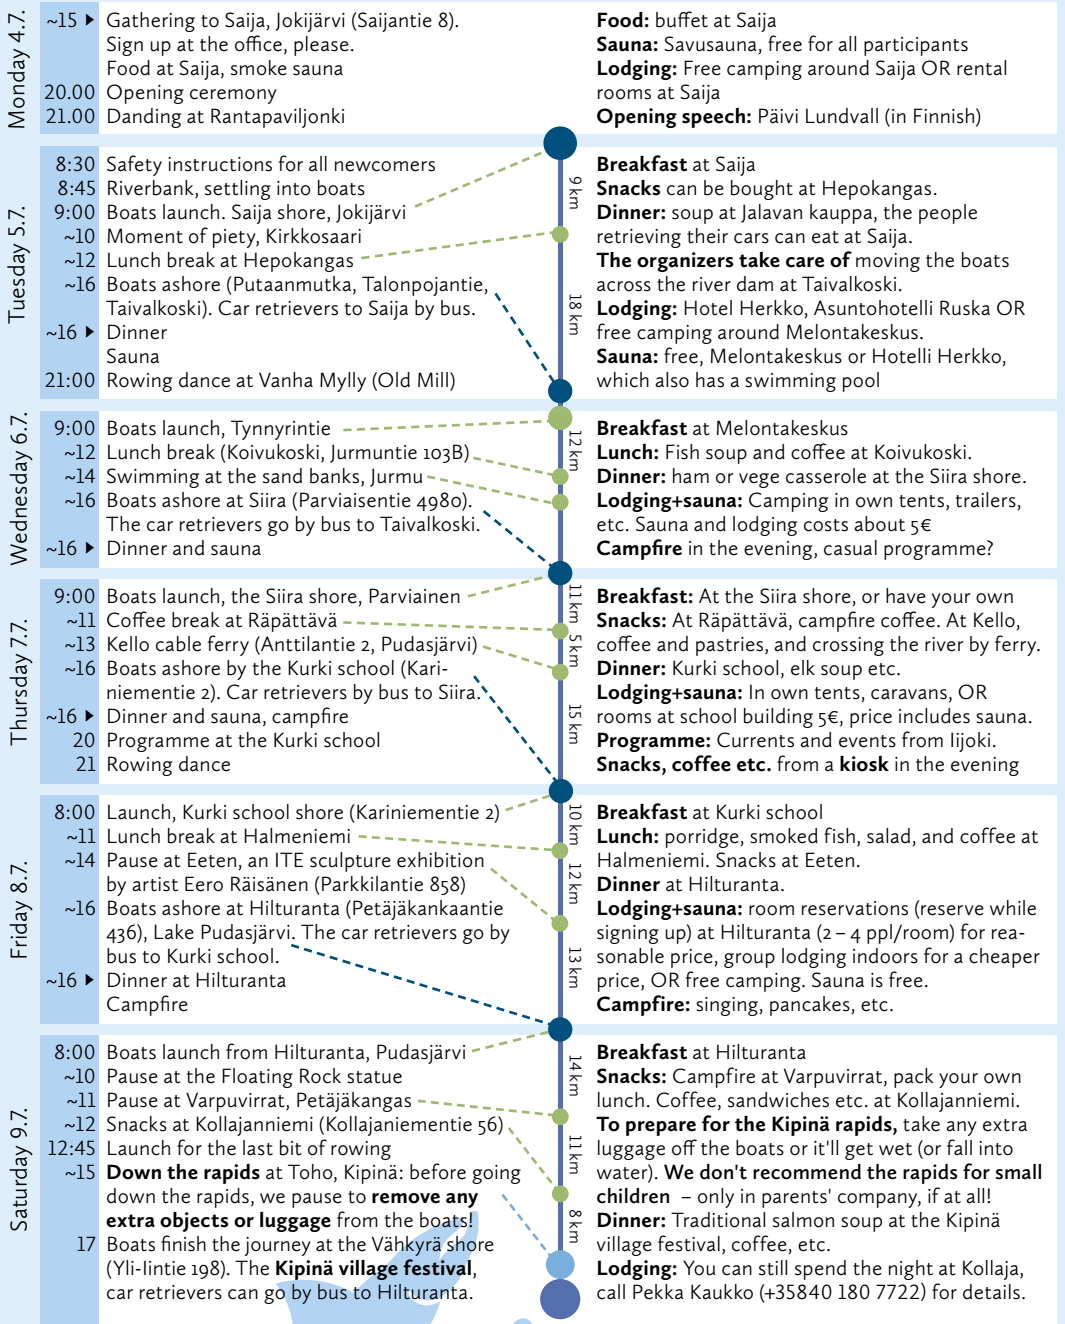 Monday 4.7.
~15 ▶ Gathering to Saija, Jokijärvi (Saijantie 8).
Sign up at the office, please.
Food at Saija, smoke sauna
20.00 Opening ceremony
21.00 Danding at Rantapaviljonki
Food: buffet at Saija
Sauna: Savusauna, free for all participants
Lodging: Free camping around Saija OR rental
rooms at Saija
Opening speech: Päivi Lundvall (in Finnish)
Tuesday 5.7.
8:30 Safety instructions for all newcomers
8:45 Riverbank, settling into boats
9:00 Boats launch. Saija shore, Jokijärvi
~10 Moment of piety, Kirkkosaari
~12 Lunch break at Hepokangas
~16 Boats ashore (Putaanmutka, Talonpojantie,
Taivalkoski). Car retrievers to Saija by bus.
~16 ▶ Dinner
Sauna
21:00 Rowing dance at Vanha Mylly (Old Mill)
9 km
18 km
Breakfast at Saija
Snacks can be bought at Hepokangas.
Dinner: soup at Jalavan kauppa, the people
retrieving their cars can eat at Saija.
The organizers take care of moving the boats
across the river dam at Taivalkoski.
Lodging: Hotel Herkko, Asuntohotelli Ruska OR
free camping around Melontakeskus.
Sauna: free, Melontakeskus or Hotelli Herkko,
which also has a swimming pool
Wednesday 6.7.
9:00 Boats launch, Tynnyrintie
~12 Lunch break (Koivukoski, Jurmuntie 103B)
~14 Swimming at the sand banks, Jurmu
~16 Boats ashore at Siira (Parviaisentie 4980).
The car retrievers go by bus to Taivalkoski.
~16 ▶ Dinner and sauna
12 km
Breakfast at Melontakeskus
Lunch: Fish soup and coffee at Koivukoski.
Dinner: ham or vege casserole at the Siira shore.
Lodging+sauna: Camping in own tents, trailers,
etc. Sauna and lodging costs about 5€
Campfire in the evening, casual programme?
Thursday 7.7.
9:00 Boats launch, the Siira shore, Parviainen
~11 Coffee break at Räpättävä
~13 Kello cable ferry (Anttilantie 2, Pudasjärvi)
~16 Boats ashore by the Kurki school (Kari-
niementie 2). Car retrievers by bus to Siira.
~16 ▶ Dinner and sauna, campfire
20 Programme at the Kurki school
21 Rowing dance
11 km
5 km
15 km
Breakfast: At the Siira shore, or have your own
Snacks: At Räpättävä, campfire coffee. At Kello,
coffee and pastries, and crossing the river by ferry.
Dinner: Kurki school, elk soup etc.
Lodging+sauna: In own tents, caravans, OR
rooms at school building 5€, price includes sauna.
Programme: Currents and events from Iijoki.
Snacks, coffee etc. from a kiosk in the evening
Friday 8.7.
8:00 Launch, Kurki school shore (Kariniementie 2)
~11 Lunch break at Halmeniemi
~14 Pause at Eeten, an ITE sculpture exhibition
by artist Eero Räisänen (Parkkilantie 858)
~16 Boats ashore at Hilturanta (Petäjäkankaantie
436), Lake Pudasjärvi. The car retrievers go by
bus to Kurki school.
~16 ▶ Dinner at Hilturanta
Campfire
10 km
12 km
13 km
Breakfast at Kurki school
Lunch: porridge, smoked fish, salad, and coffee at
Halmeniemi. Snacks at Eeten.
Dinner at Hilturanta.
Lodging+sauna: room reservations (reserve while
signing up) at Hilturanta (2 – 4 ppl/room) for rea-
sonable price, group lodging indoors for a cheaper
price, OR free camping. Sauna is free.
Campfire: singing, pancakes, etc.
Saturday 9.7.
8:00 Boats launch from Hilturanta, Pudasjärvi
~10 Pause at the Floating Rock statue
~11 Pause at Varpuvirrat, Petäjäkangas
~12 Snacks at Kollajanniemi (Kollajaniementie 56)
12:45 Launch for the last bit of rowing
~15 Down the rapids at Toho, Kipinä: before going
down the rapids, we pause to remove any
extra objects or luggage from the boats!
17 Boats finish the journey at the Vähkyrä shore
(Yli-Iintie 198). The Kipinä village festival,
car retrievers can go by bus to Hilturanta.
14 km
11 km
8 km
Breakfast at Hilturanta
Snacks: Campfire at Varpuvirrat, pack your own
lunch. Coffee, sandwiches etc. at Kollajanniemi.
To prepare for the Kipinä rapids, take any extra
luggage off the boats or it'll get wet (or fall into
water). We don't recommend the rapids for small
children – only in parents' company, if at all!
Dinner: Traditional salmon soup at the Kipinä
village festival, coffee, etc.
Lodging: You can still spend the night at Kollaja,
call Pekka Kaukko (+35840 180 7722) for details.